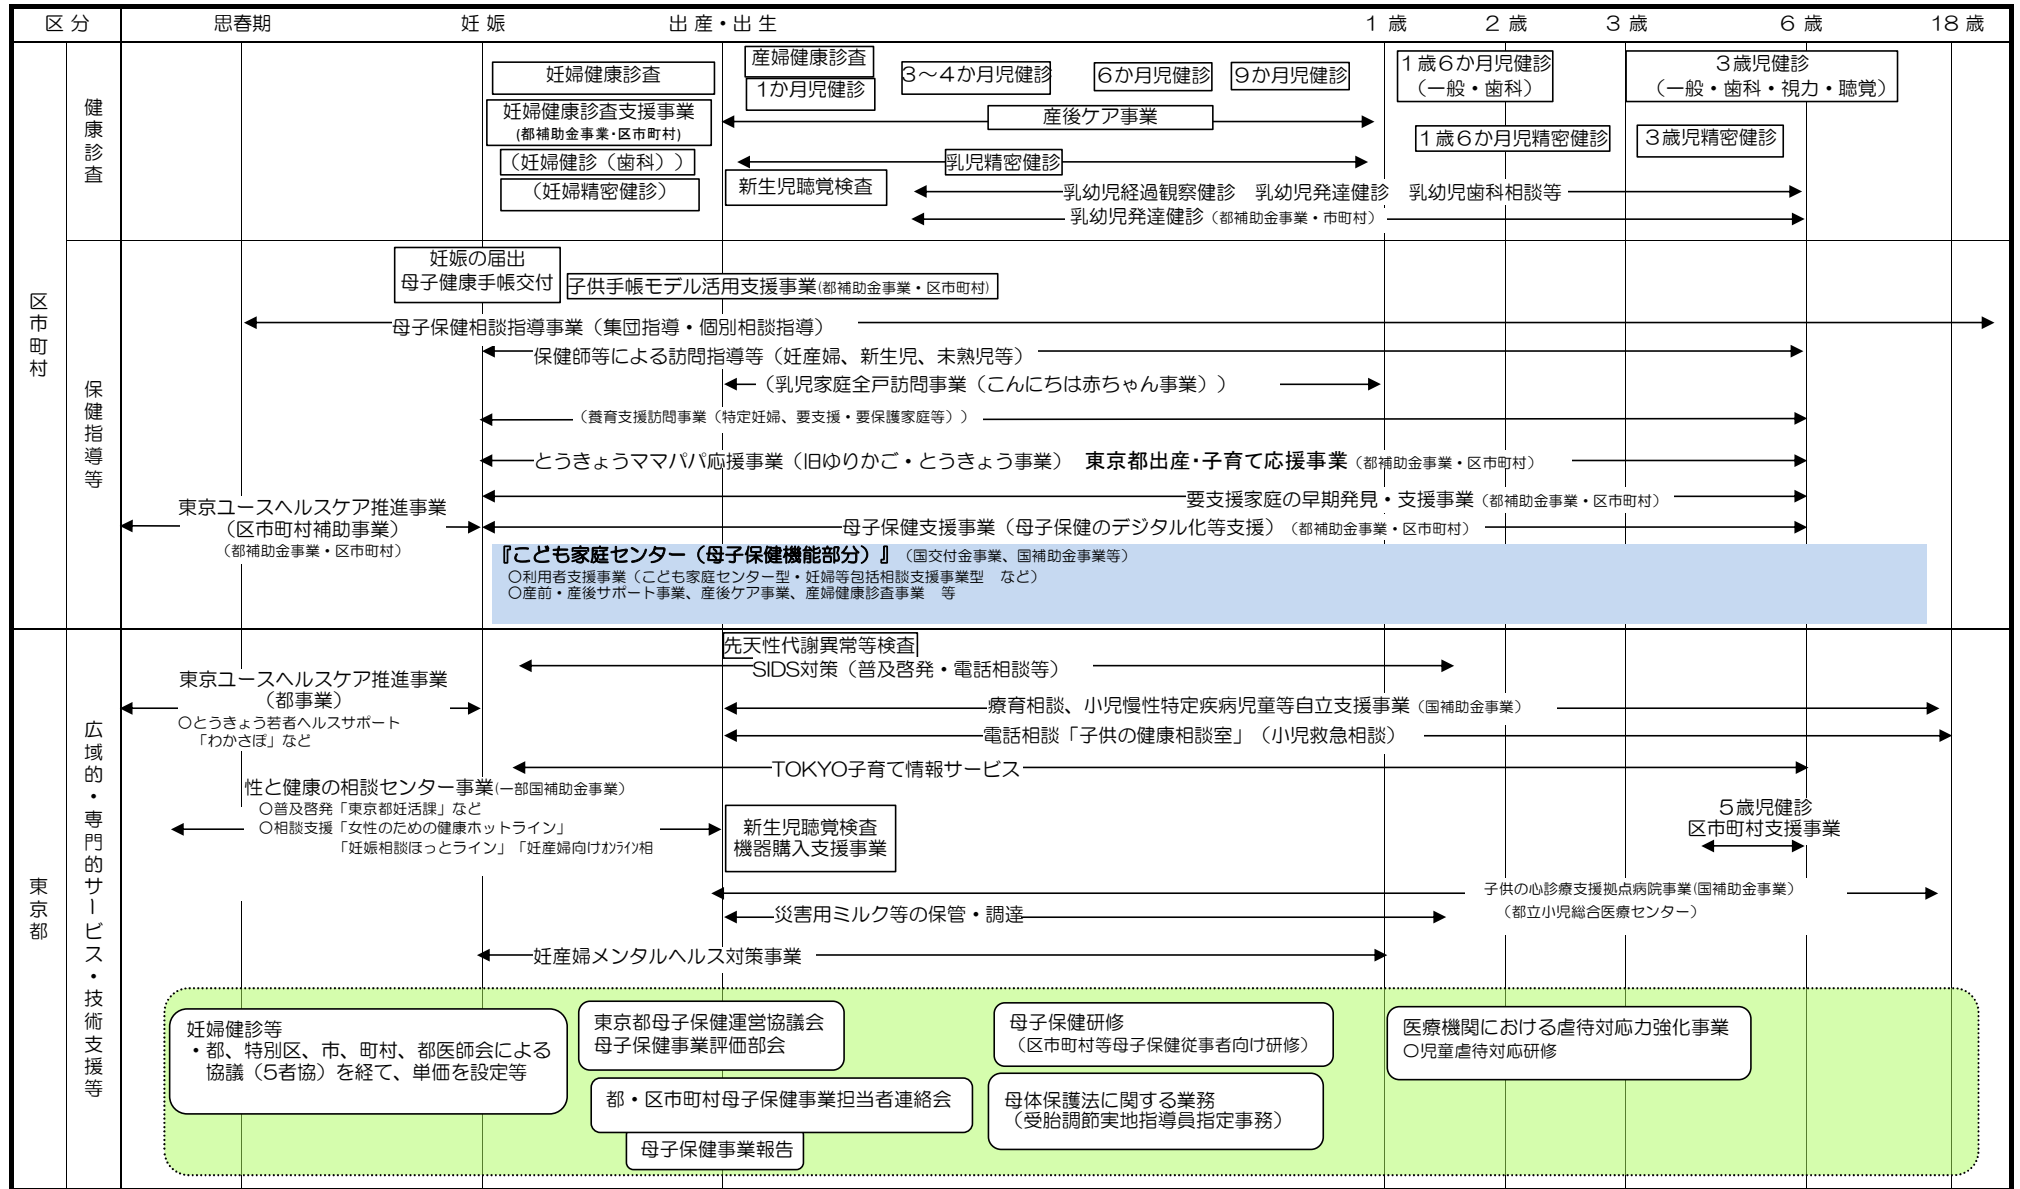 区 分
思春期
妊 娠
出 産・出 生
1 歳
2 歳
3 歳
6 歳
18 歳
区市町村
健康診査
妊婦健康診査
妊婦健康診査支援事業
(都補助金事業・区市町村)
（妊婦健診（歯科））
（妊婦精密健診）
産婦健康診査
1か月児健診
新生児聴覚検査
3～4か月児健診
6か月児健診
9か月児健診
産後ケア事業
乳児精密健診
1歳6か月児健診
（一般・歯科）
1歳6か月児精密健診
3歳児健診
（一般・歯科・視力・聴覚）
3歳児精密健診
乳幼児経過観察健診　乳幼児発達健診　乳幼児歯科相談等
乳幼児発達健診（都補助金事業・市町村）
保健指導等
妊娠の届出
母子健康手帳交付
子供手帳モデル活用支援事業(都補助金事業・区市町村)
母子保健相談指導事業（集団指導・個別相談指導）
保健師等による訪問指導等（妊産婦、新生児、未熟児等）
（乳児家庭全戸訪問事業（こんにちは赤ちゃん事業））
（養育支援訪問事業（特定妊婦、要支援・要保護家庭等））
とうきょうママパパ応援事業（旧ゆりかご・とうきょう事業）　東京都出産・子育て応援事業（都補助金事業・区市町村）
要支援家庭の早期発見・支援事業（都補助金事業・区市町村）
東京ユースヘルスケア推進事業
（区市町村補助事業）
（都補助金事業・区市町村）
母子保健支援事業（母子保健のデジタル化等支援）（都補助金事業・区市町村）
『こども家庭センター（母子保健機能部分）』（国交付金事業、国補助金事業等）
○利用者支援事業（こども家庭センター型・妊婦等包括相談支援事業型　など）
○産前・産後サポート事業、産後ケア事業、産婦健康診査事業　等
東京都
広域的・専門的サービス・技術支援等
先天性代謝異常等検査
SIDS対策（普及啓発・電話相談等）
東京ユースヘルスケア推進事業
（都事業）
○とうきょう若者ヘルスサポート
「わかさぽ」など
療育相談、小児慢性特定疾病児童等自立支援事業（国補助金事業）
電話相談「子供の健康相談室」（小児救急相談）
TOKYO子育て情報サービス
性と健康の相談センター事業(一部国補助金事業）
○普及啓発「東京都妊活課」など
○相談支援「女性のための健康ホットライン」
「妊娠相談ほっとライン」「妊産婦向けｵﾝﾗｲﾝ相
新生児聴覚検査
機器購入支援事業
5歳児健診
区市町村支援事業
子供の心診療支援拠点病院事業(国補助金事業）
（都立小児総合医療センター）
災害用ミルク等の保管・調達
妊産婦メンタルヘルス対策事業
妊婦健診等
・都、特別区、市、町村、都医師会による
協議（5者協）を経て、単価を設定等
東京都母子保健運営協議会
母子保健事業評価部会
都・区市町村母子保健事業担当者連絡会
母子保健事業報告
母子保健研修
（区市町村等母子保健従事者向け研修）
母体保護法に関する業務
（受胎調節実地指導員指定事務）
医療機関における虐待対応力強化事業
○児童虐待対応研修